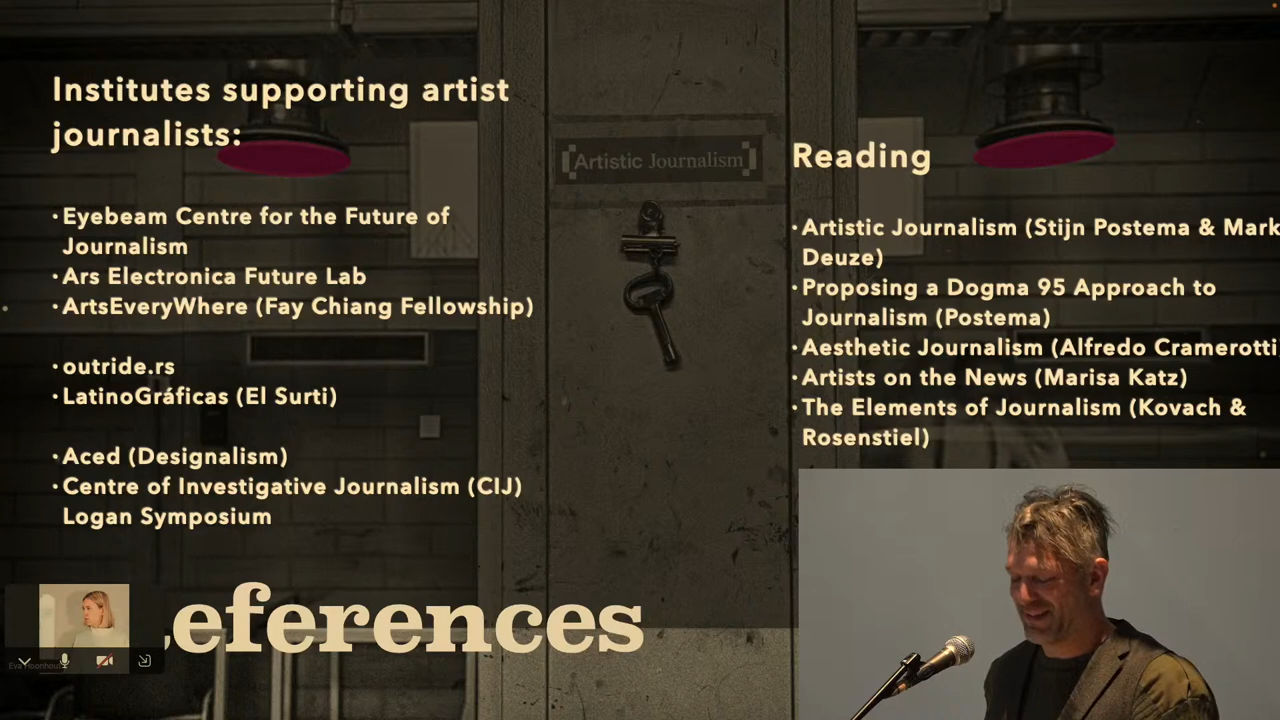 Institutes supporting artist
journalists:
• Eyebeam Centre for the Future of
Journalism
• Ars Electronica Future Lab
• ArtsEveryWhere (Fay Chiang Fellowship)
• outride.rs
• LatinoGráficas (El Surti)
• Aced (Designalism)
• Centre of Investigative Journalism (CIJ)
Logan Symposium
[Artistic Journalism]
Reading
• Artistic Journalism (Stijn Postema & Mark
Deuze)
• Proposing a Dogma 95 Approach to
Journalism (Postema)
• Aesthetic Journalism (Alfredo Cramerotti
• Artists on the News (Marisa Katz)
• The Elements of Journalism (Kovach &
Rosenstiel)
eferences